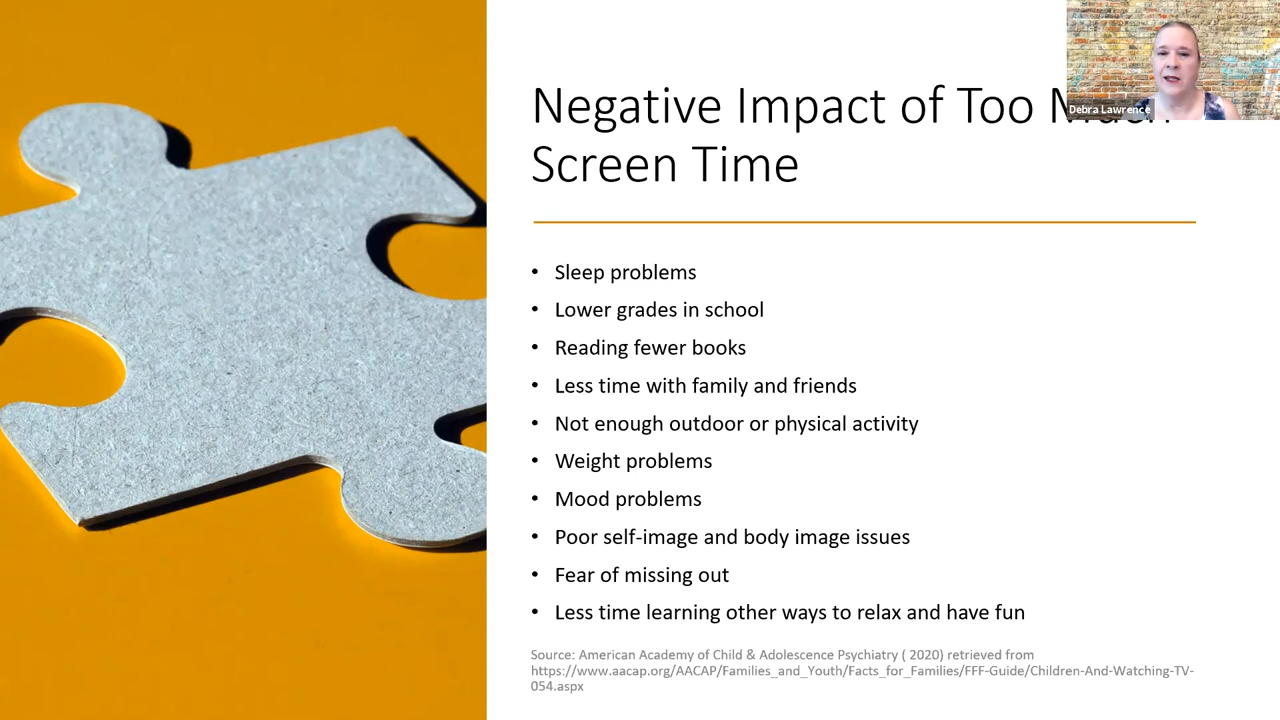 Negative Impact of Too Much
Screen Time
Debra Lawrence
• Sleep problems
• Lower grades in school
• Reading fewer books
• Less time with family and friends
• Not enough outdoor or physical activity
• Weight problems
• Mood problems
• Poor self-image and body image issues
• Fear of missing out
• Less time learning other ways to relax and have fun
Source: American Academy of Child & Adolescence Psychiatry ( 2020) retrieved from
https://www.aacap.org/AACAP/Families_and_Youth/Facts_for_Families/FFF-Guide/Children-And-Watching-TV-
054.aspx